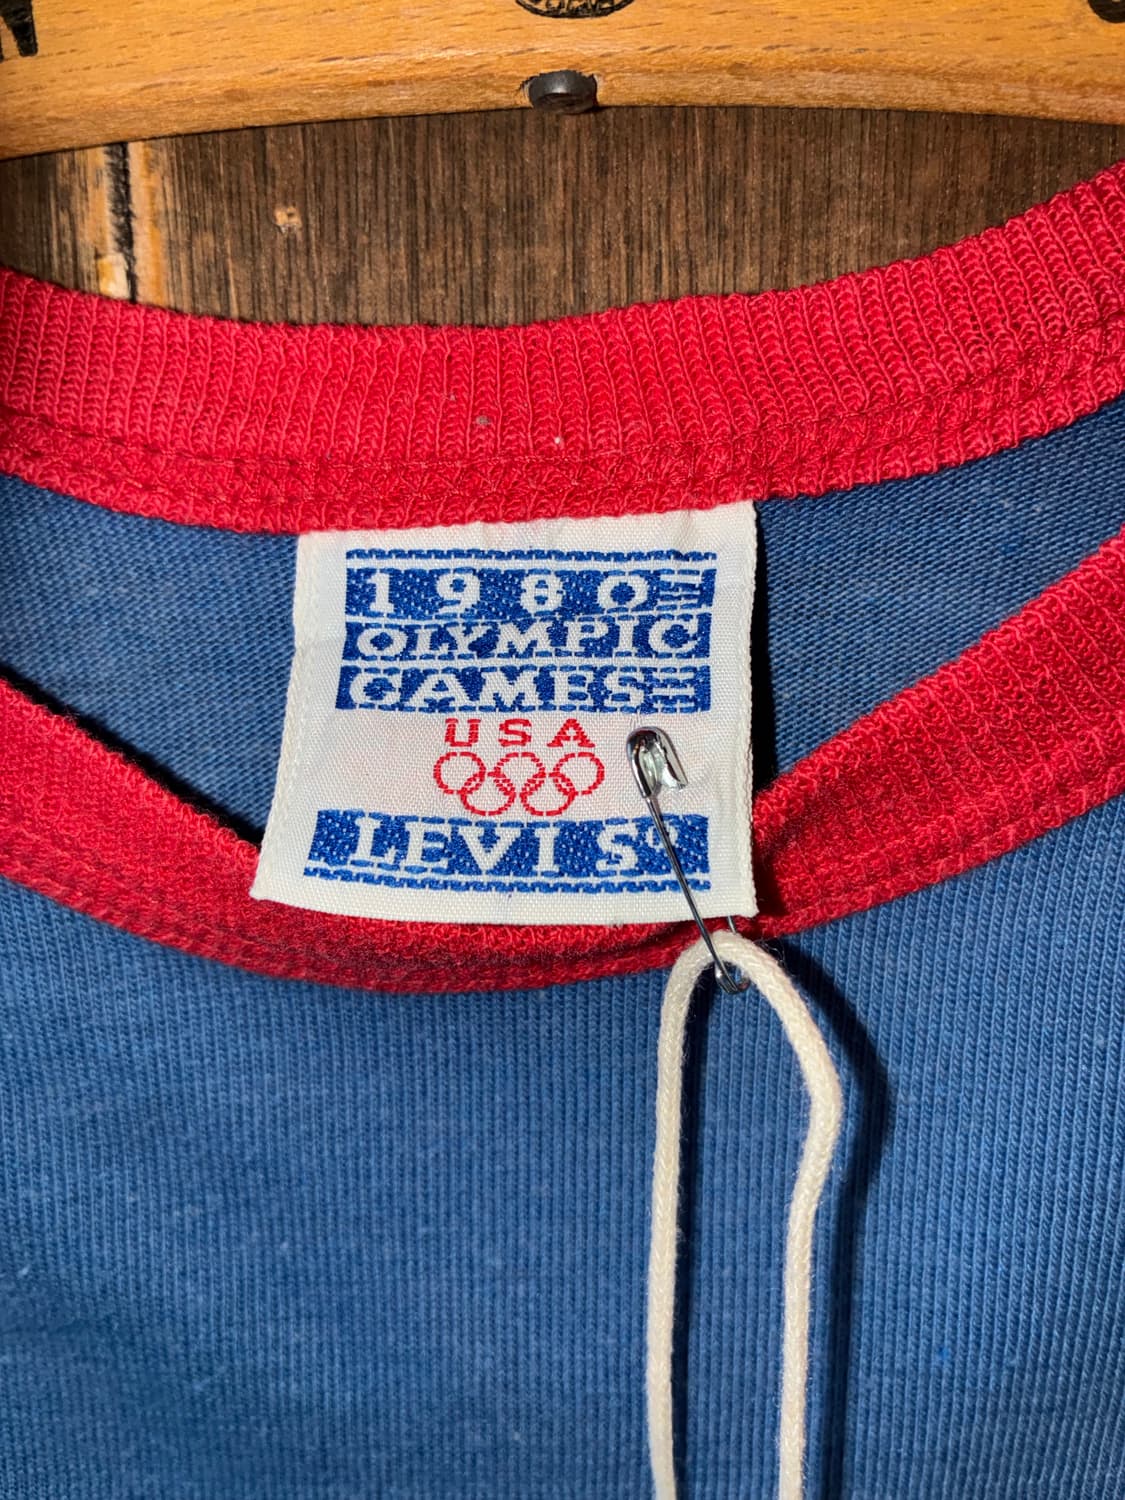 1980
OLYMPIC
GAMES
USA
LEVI'S®